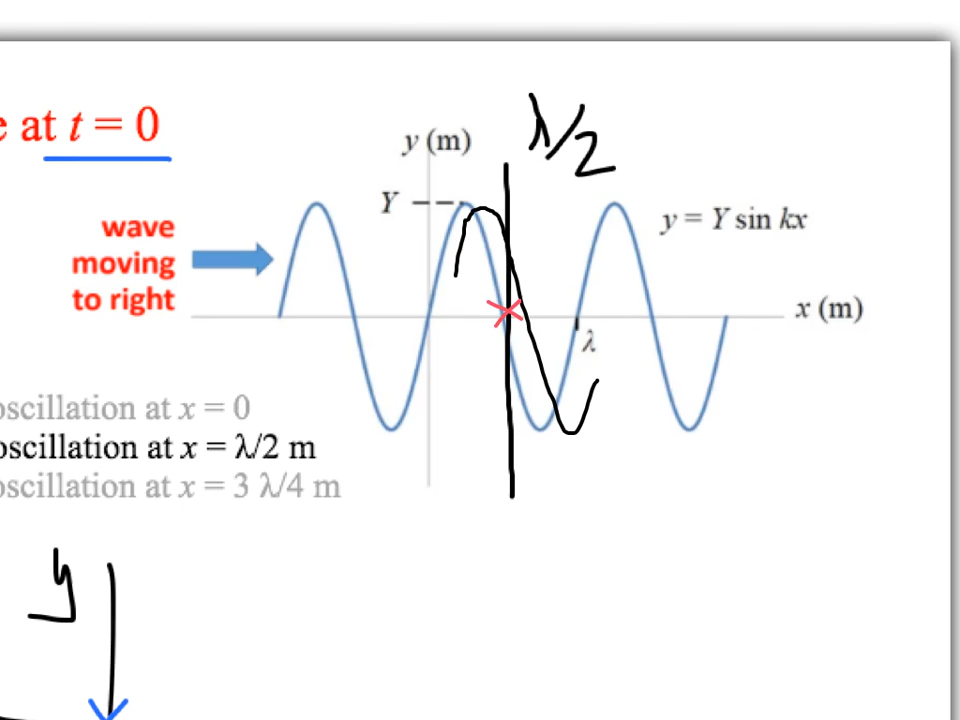 e at t = 0
λ/2
y (m)
Y
y = Y sin kx
wave
moving
to right
x (m)
λ
oscillation at x = 0
oscillation at x = λ/2 m
oscillation at x = 3 λ/4 m
y